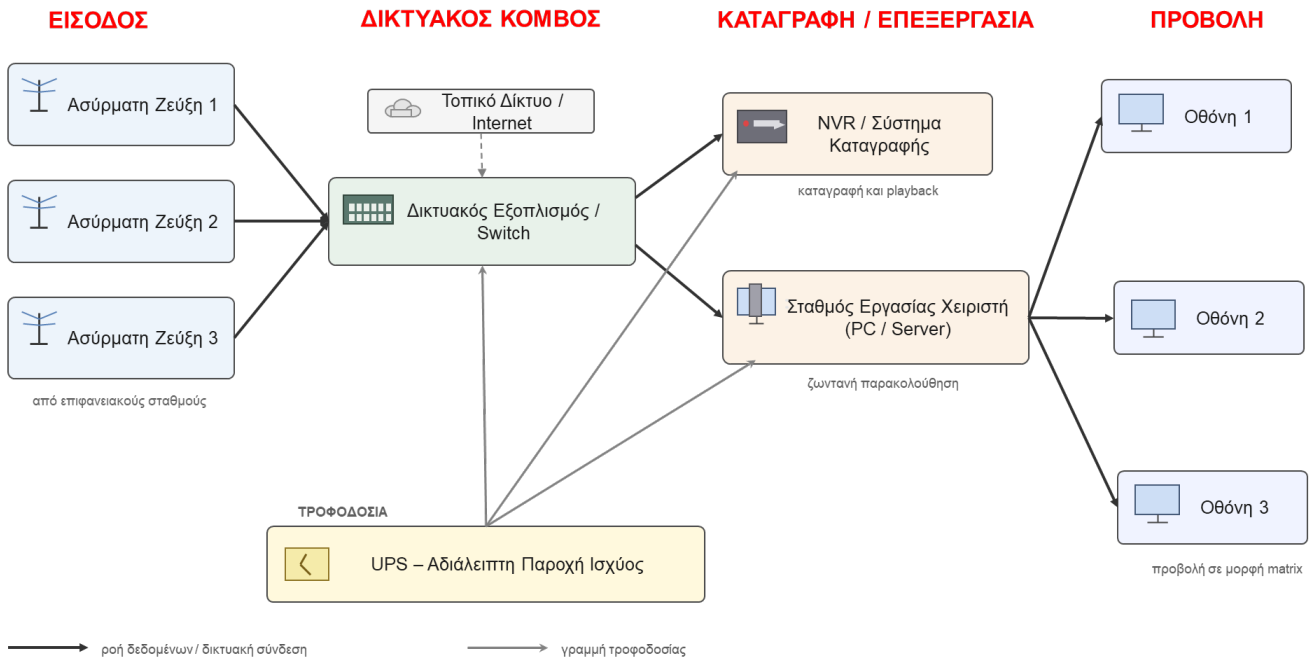 ΕΙΣΟΔΟΣ
ΔΙΚΤΥΑΚΟΣ ΚΟΜΒΟΣ
ΚΑΤΑΓΡΑΦΗ / ΕΠΕΞΕΡΓΑΣΙΑ
ΠΡΟΒΟΛΗ
Ασύρματη Ζεύξη 1
Ασύρματη Ζεύξη 2
Ασύρματη Ζεύξη 3
από επιφανειακούς σταθμούς
Τοπικό Δίκτυο /
Internet
Δικτυακός Εξοπλισμός /
Switch
NVR / Σύστημα
Καταγραφής
καταγραφή και playback
Σταθμός Εργασίας Χειριστή
(PC / Server)
ζωντανή παρακολούθηση
Οθόνη 1
Οθόνη 2
Οθόνη 3
προβολή σε μορφή matrix
ΤΡΟΦΟΔΟΣΙΑ
UPS – Αδιάλειπτη Παροχή Ισχύος
ροή δεδομένων / δικτυακή σύνδεση
γραμμή τροφοδοσίας